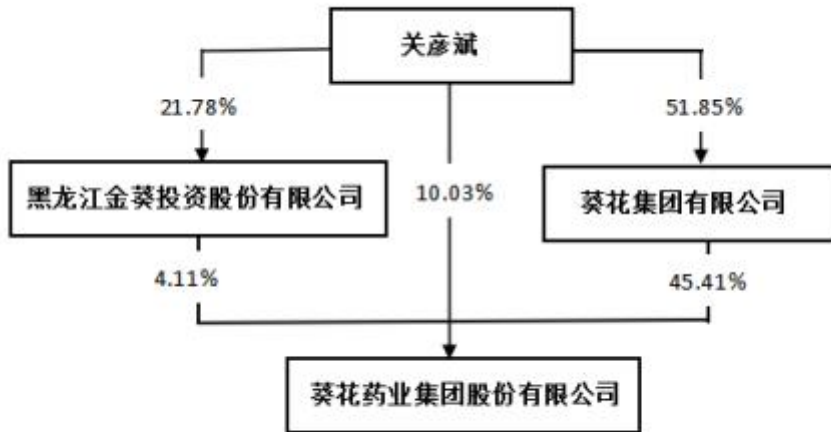 关彦斌
21.78%
51.85%
黑龙江金葵投资股份有限公司
10.03%
葵花集团有限公司
4.11%
45.41%
葵花药业集团股份有限公司